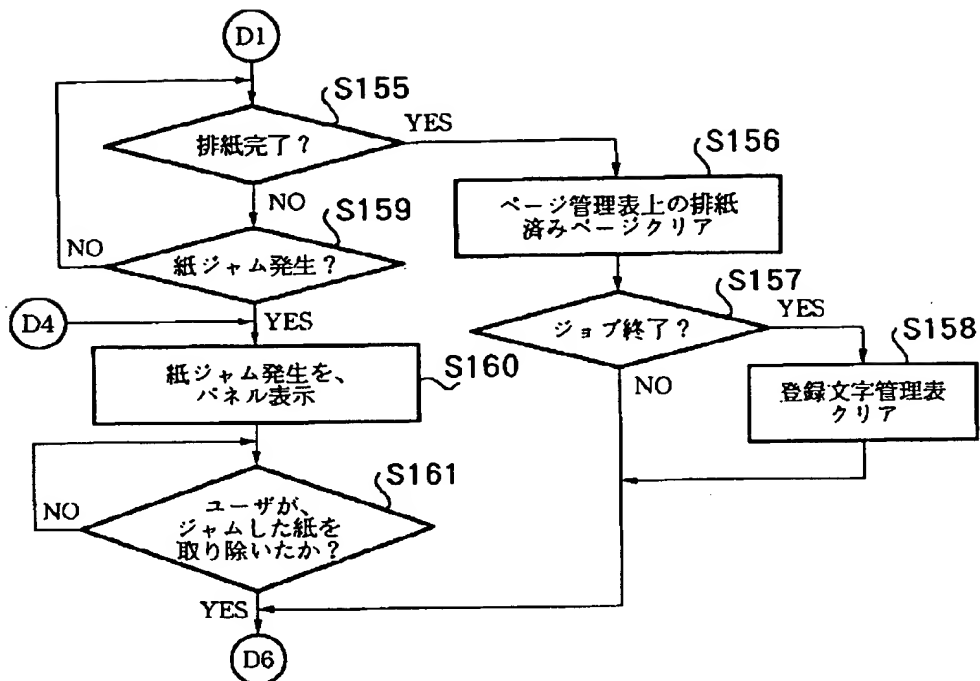 D1
S155
排紙完了？
YES
NO
S156
ページ管理表上の排紙
済みページクリア
S159
紙ジャム発生？
NO
YES
D4
S157
ジョブ終了？
YES
NO
S158
登録文字管理表
クリア
紙ジャム発生を、
パネル表示
S160
S161
ユーザが、
ジャムした紙を
取り除いたか？
NO
YES
D6